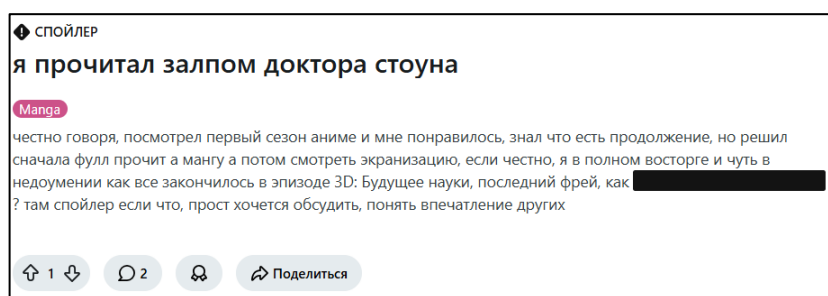 СПОЙЛЕР
я прочитал залпом доктора стоуна
Manga
честно говоря, посмотрел первый сезон аниме и мне понравилось, знал что есть продолжение, но решил
сначала фулл прочит а мангу а потом смотреть экранизацию, если честно, я в полном восторге и чуть в
недоумении как все закончилось в эпизоде 3D: Будущее науки, последний фрей, как
? там спойлер если что, прост хочется обсудить, понять впечатление других
1 2 Поделиться